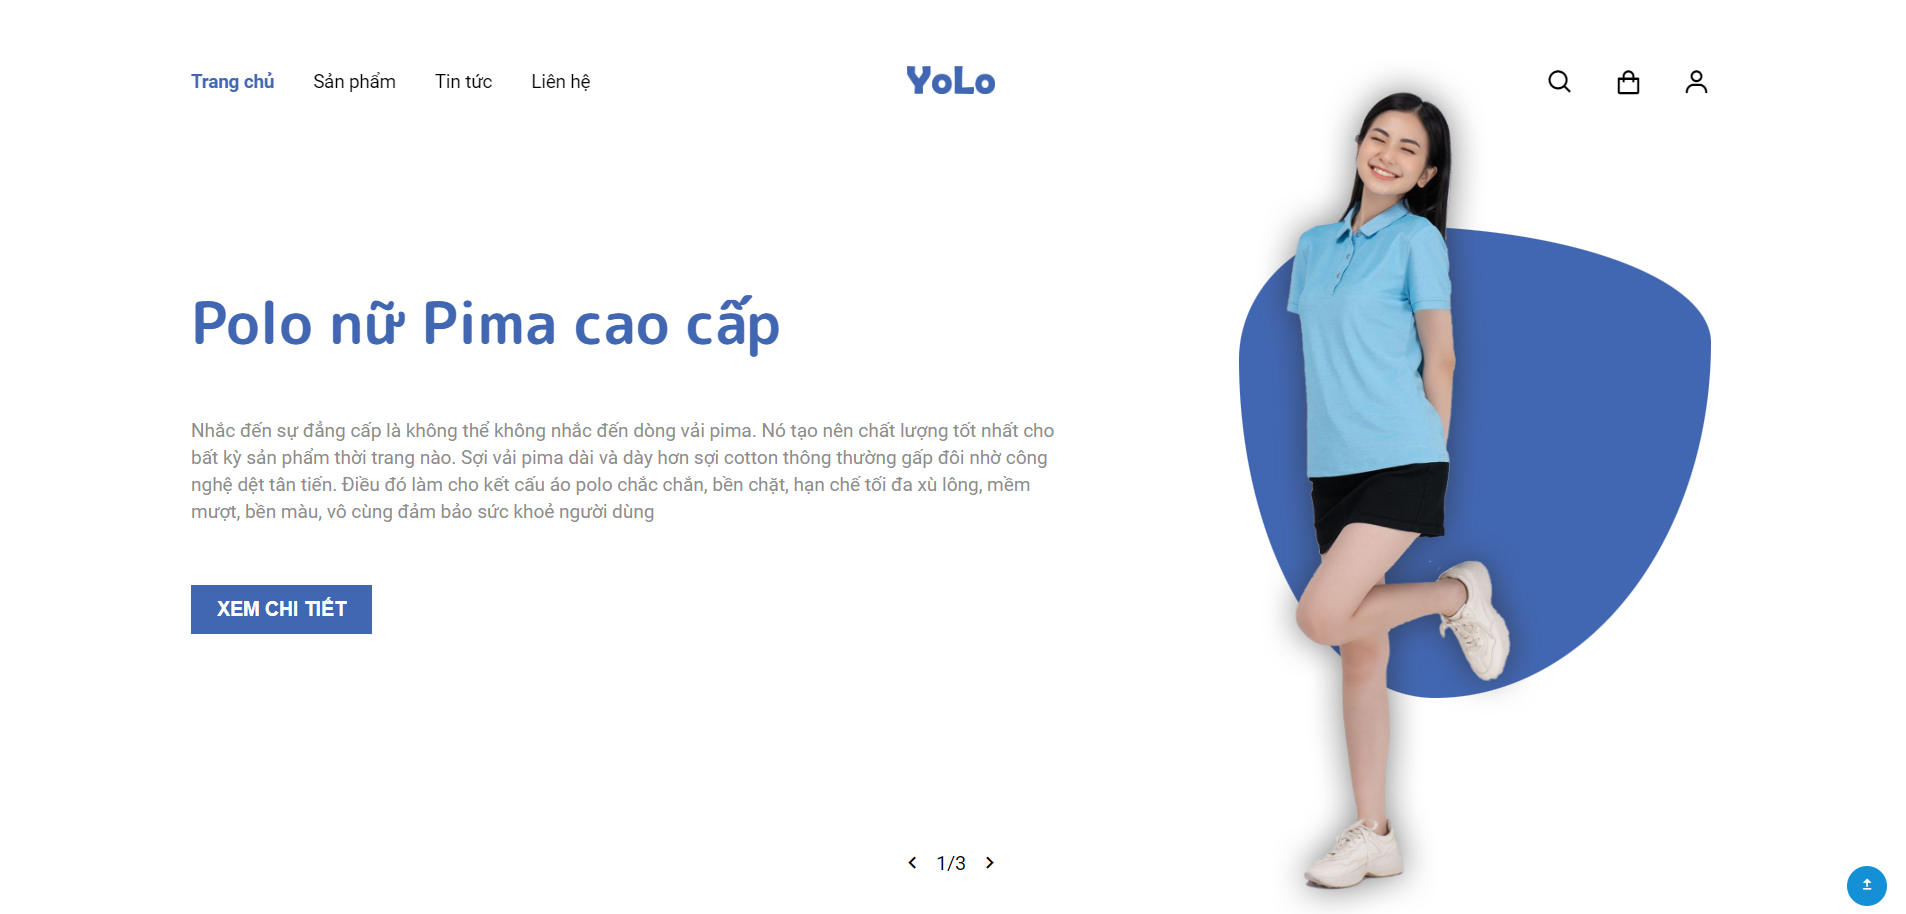 Trang chủ Sản phẩm Tin tức Liên hệ YoLo
Polo nữ Pima cao cấp
Nhắc đến sự đẳng cấp là không thể không nhắc đến dòng vải pima. Nó tạo nên chất lượng tốt nhất cho
bất kỳ sản phẩm thời trang nào. Sợi vải pima dài và dày hơn sợi cotton thông thường gấp đôi nhờ công
nghệ dệt tân tiến. Điều đó làm cho kết cấu áo polo chắc chắn, bền chặt, hạn chế tối đa xù lông, mềm
mượt, bền màu, vô cùng đảm bảo sức khoẻ người dùng
XEM CHI TIẾT
1/3